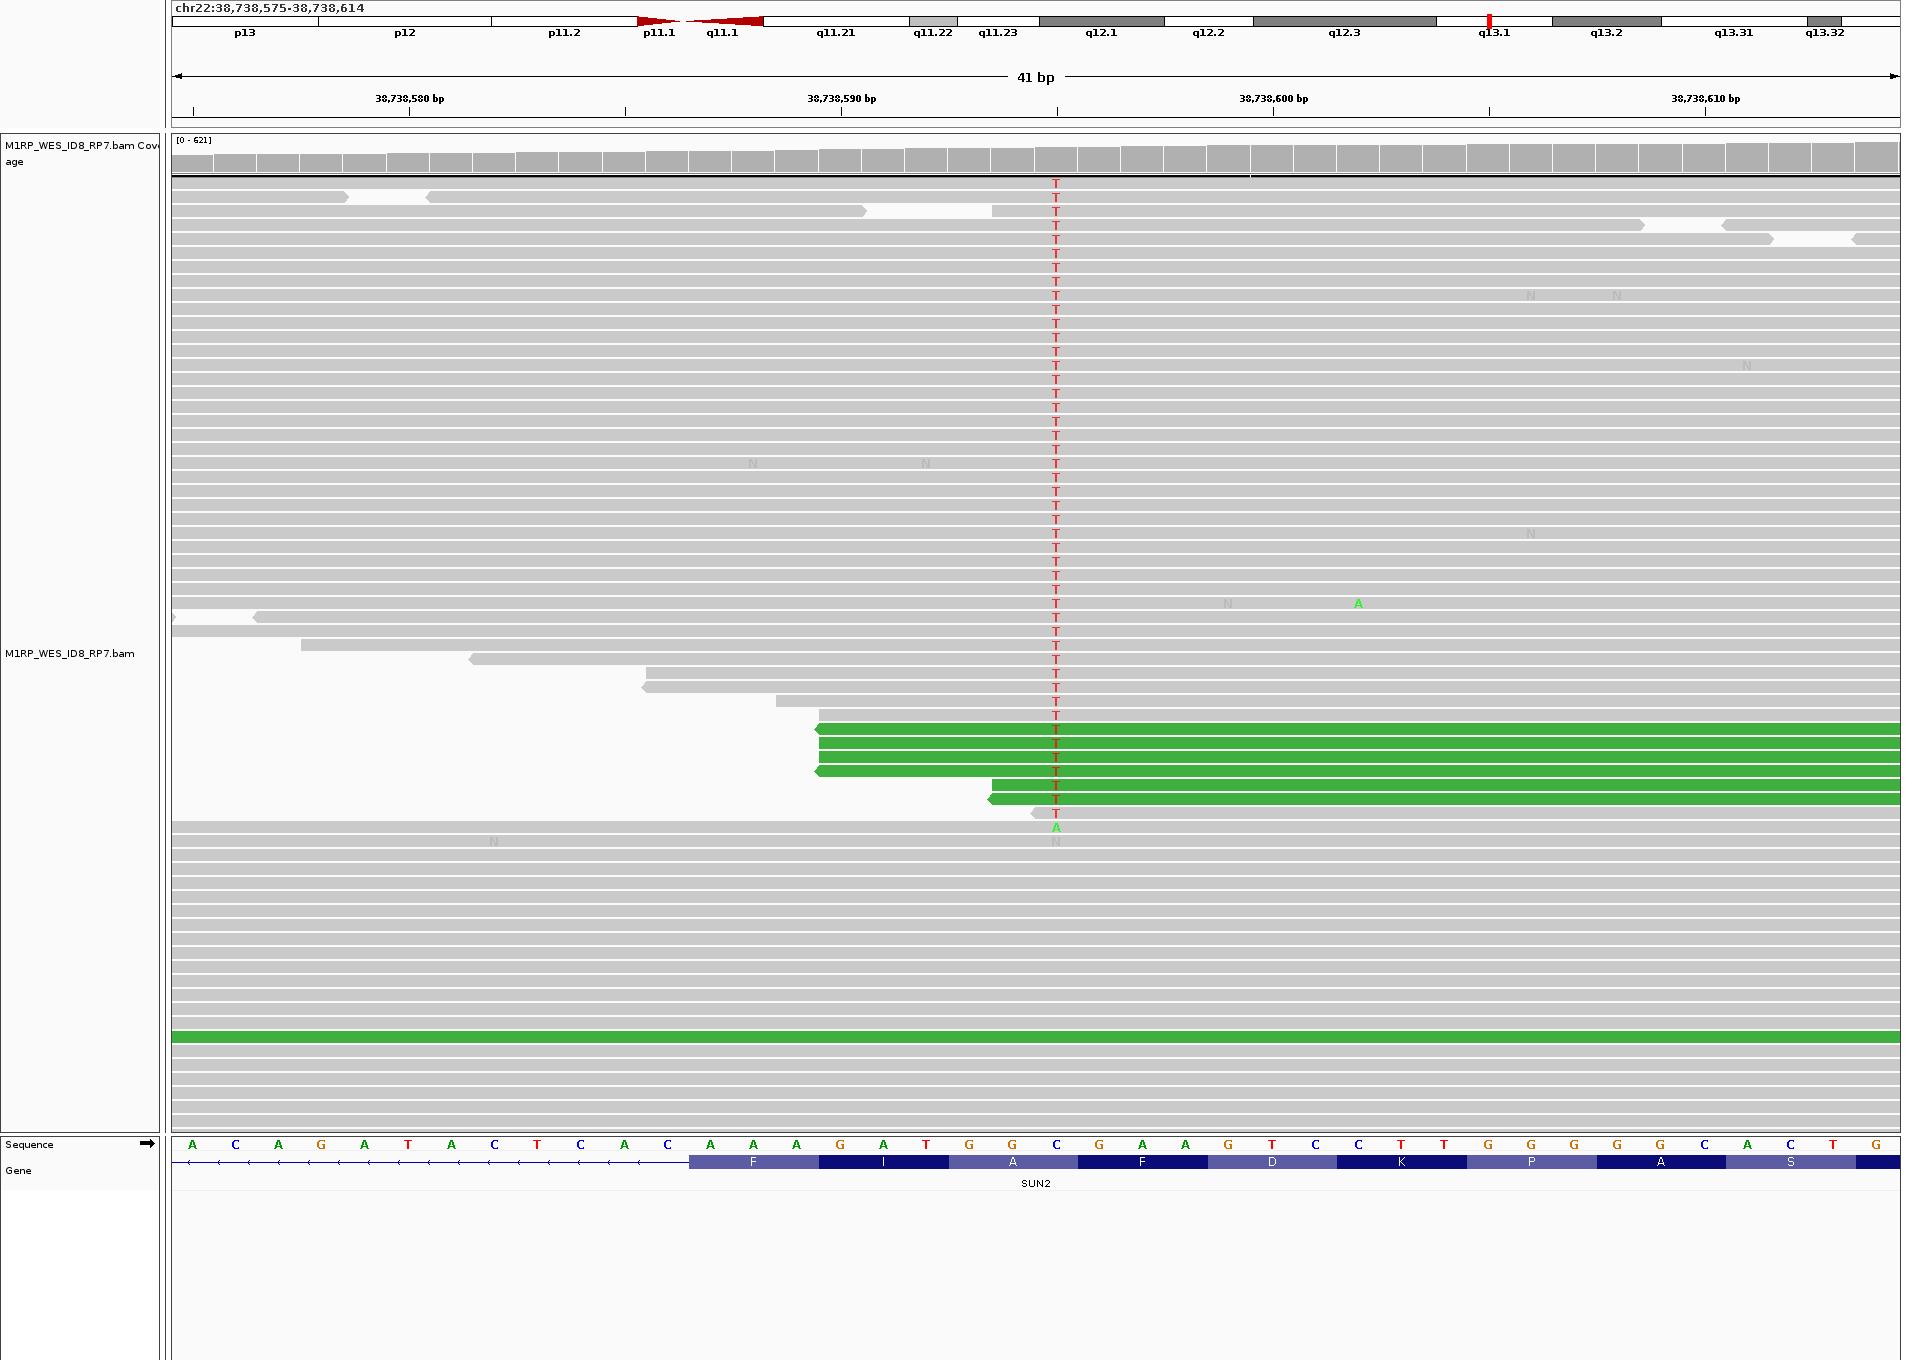 chr22:38,738,575-38,738,614
p13 p12 p11.2 p11.1 q11.1 q11.21 q11.22 q11.23 q12.1 q12.2 q12.3 q13.1 q13.2 q13.31 q13.32
41 bp
38,738,580 bp 38,738,590 bp 38,738,600 bp 38,738,610 bp
[0 - 621]
M1RP_WES_ID8_RP7.bam Cov
age
T
T
T
T
T
T
T
T
T N N
T
T
T
T
T N
T
T
T
T
T
T
N N T
T
T
T
T
T N
T
T
T
T
T N A
T
T
T
M1RP_WES_ID8_RP7.bam
T
T
T
T
T
T
T
T
T
T
T
T
A
N N
Sequence A C A G A T A C T C A C A A A G A T G G C G A A G T C C T T G G G G G C A C T G
Gene F I A F D K P A S
SUN2